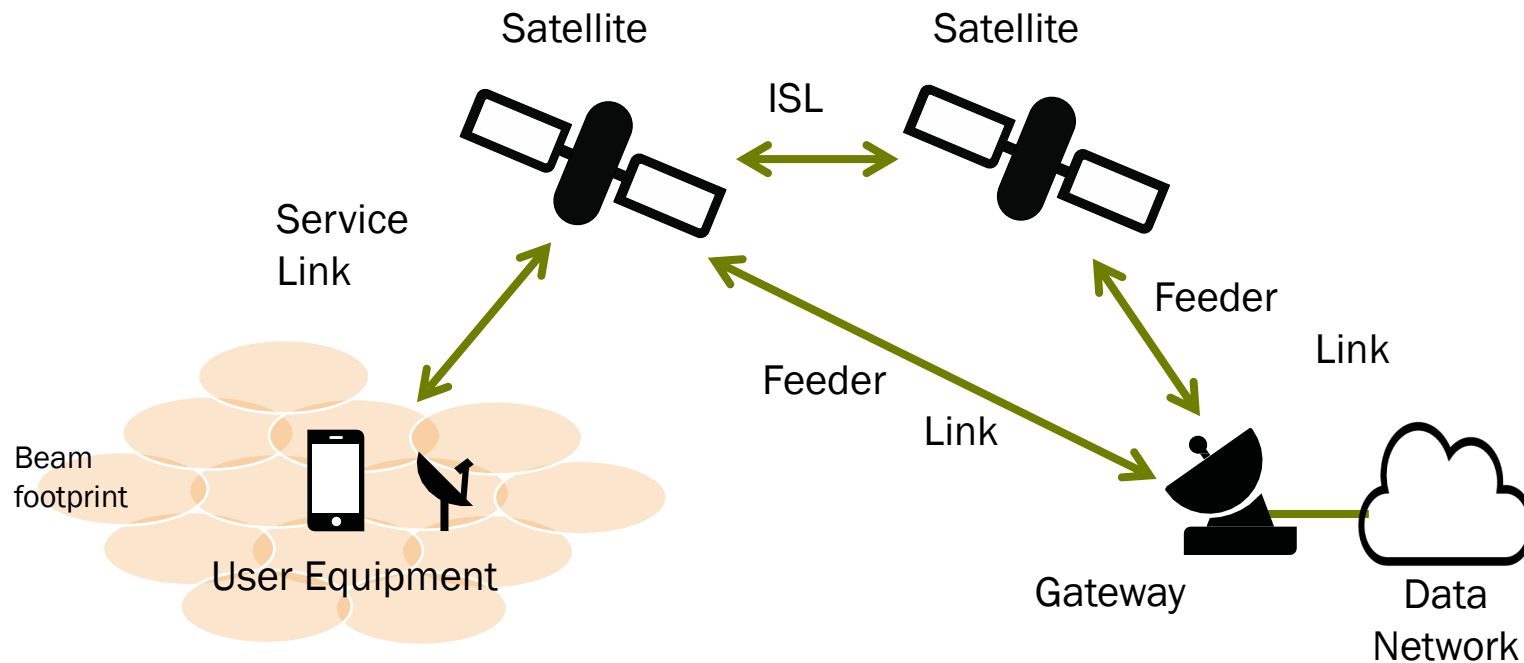 Satellite
Satellite
ISL
Service
Link
Feeder
Link
Feeder
Link
Beam
footprint
User Equipment
Gateway
Data
Network